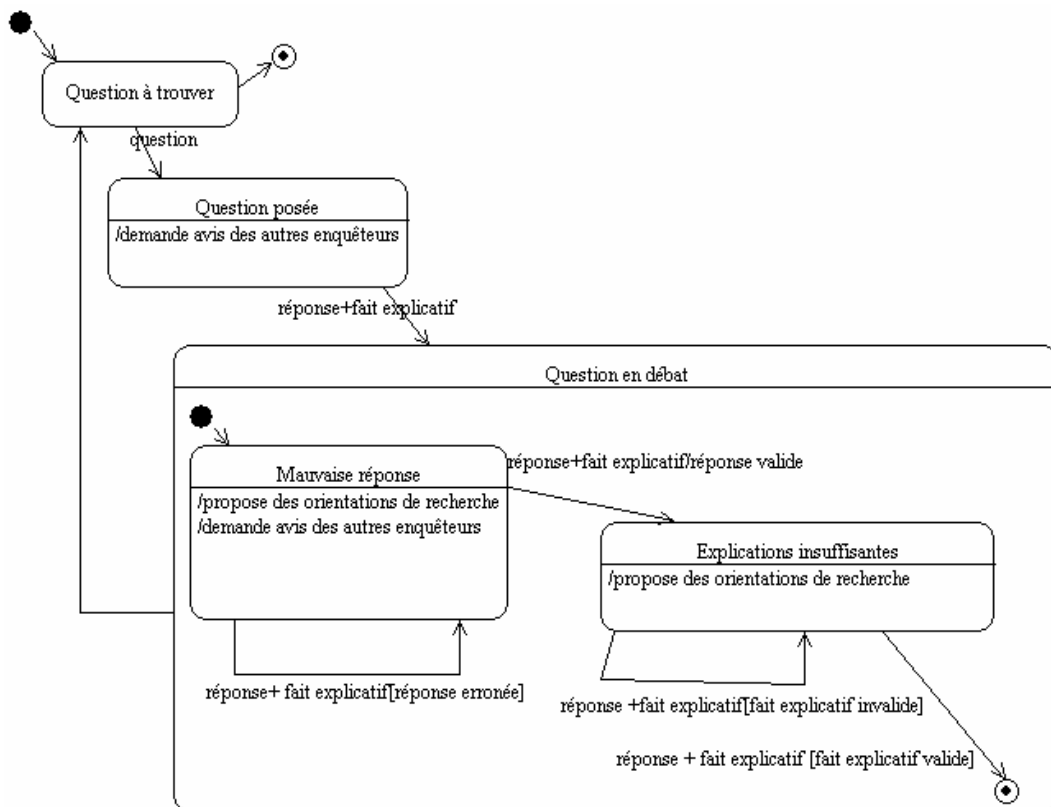 Question à trouver
question
Question posée
/demande avis des autres enquêteurs
réponse+fait explicatif
Question en débat
réponse+fait explicatif/réponse valide
Mauvaise réponse
/propose des orientations de recherche
/demande avis des autres enquêteurs
Explications insuffisantes
/propose des orientations de recherche
réponse+ fait explicatif[réponse erronée]
réponse +fait explicatif[fait explicatif invalide]
réponse + fait explicatif [fait explicatif valide]